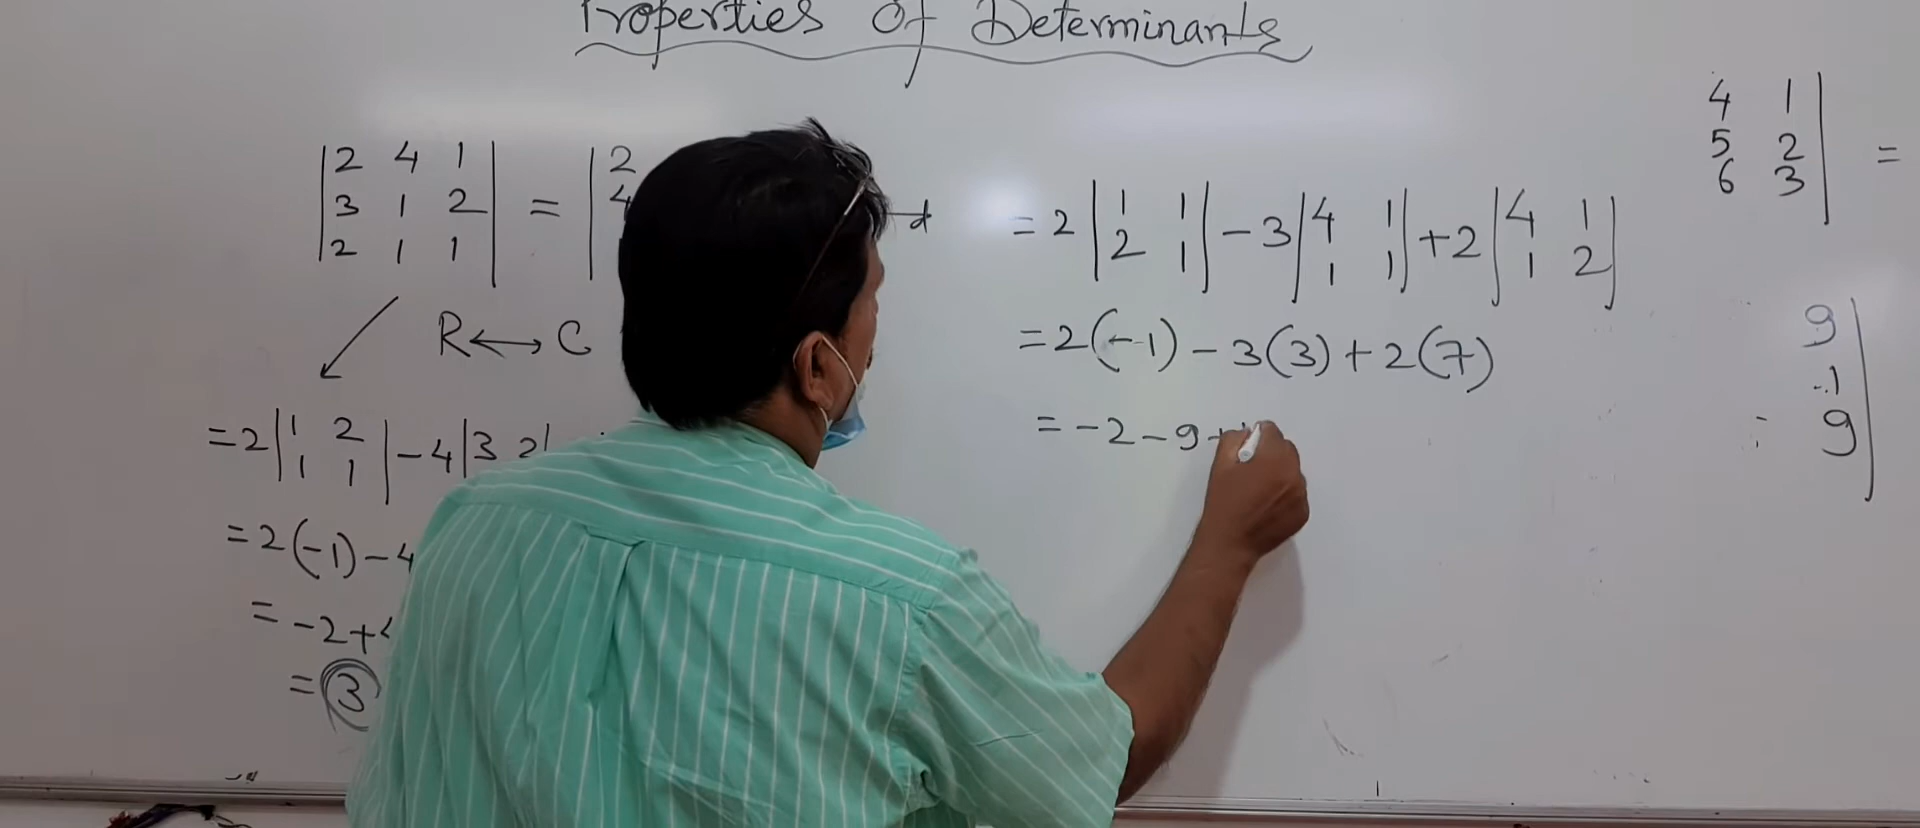 Properties Of Determinants
|2 4 1| = |2
|3 1 2|   |4
|2 1 1|
R ⟷ C
= 2|1 2| - 4|3 2|
|1 1|
= 2(-1) - 4
= -2 +
= 3
= 2|1 1| - 3|4 1| + 2|4 1|
|2 1|   |1 1|   |1 2|
= 2(-1) - 3(3) + 2(7)
= -2 - 9 +
4 1| =
5 2|
6 3|
9|
9|